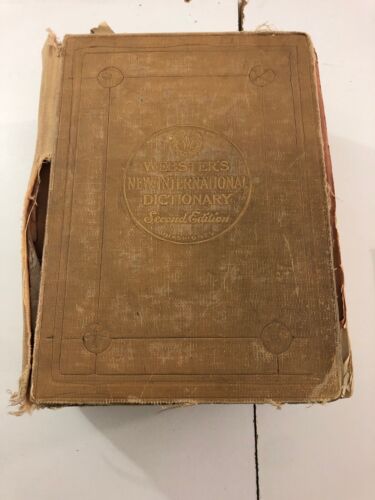 WEBSTER'S
NEW INTERNATIONAL
DICTIONARY
Second Edition